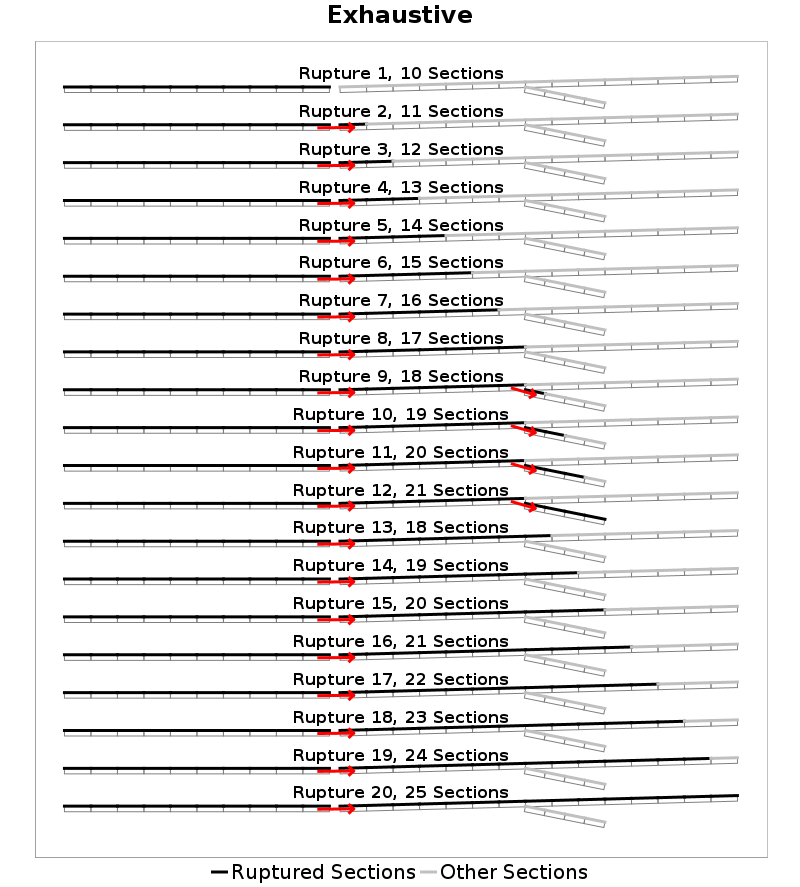 Exhaustive
Rupture 1, 10 Sections
Rupture 2, 11 Sections
Rupture 3, 12 Sections
Rupture 4, 13 Sections
Rupture 5, 14 Sections
Rupture 6, 15 Sections
Rupture 7, 16 Sections
Rupture 8, 17 Sections
Rupture 9, 18 Sections
Rupture 10, 19 Sections
Rupture 11, 20 Sections
Rupture 12, 21 Sections
Rupture 13, 18 Sections
Rupture 14, 19 Sections
Rupture 15, 20 Sections
Rupture 16, 21 Sections
Rupture 17, 22 Sections
Rupture 18, 23 Sections
Rupture 19, 24 Sections
Rupture 20, 25 Sections
Ruptured Sections Other Sections